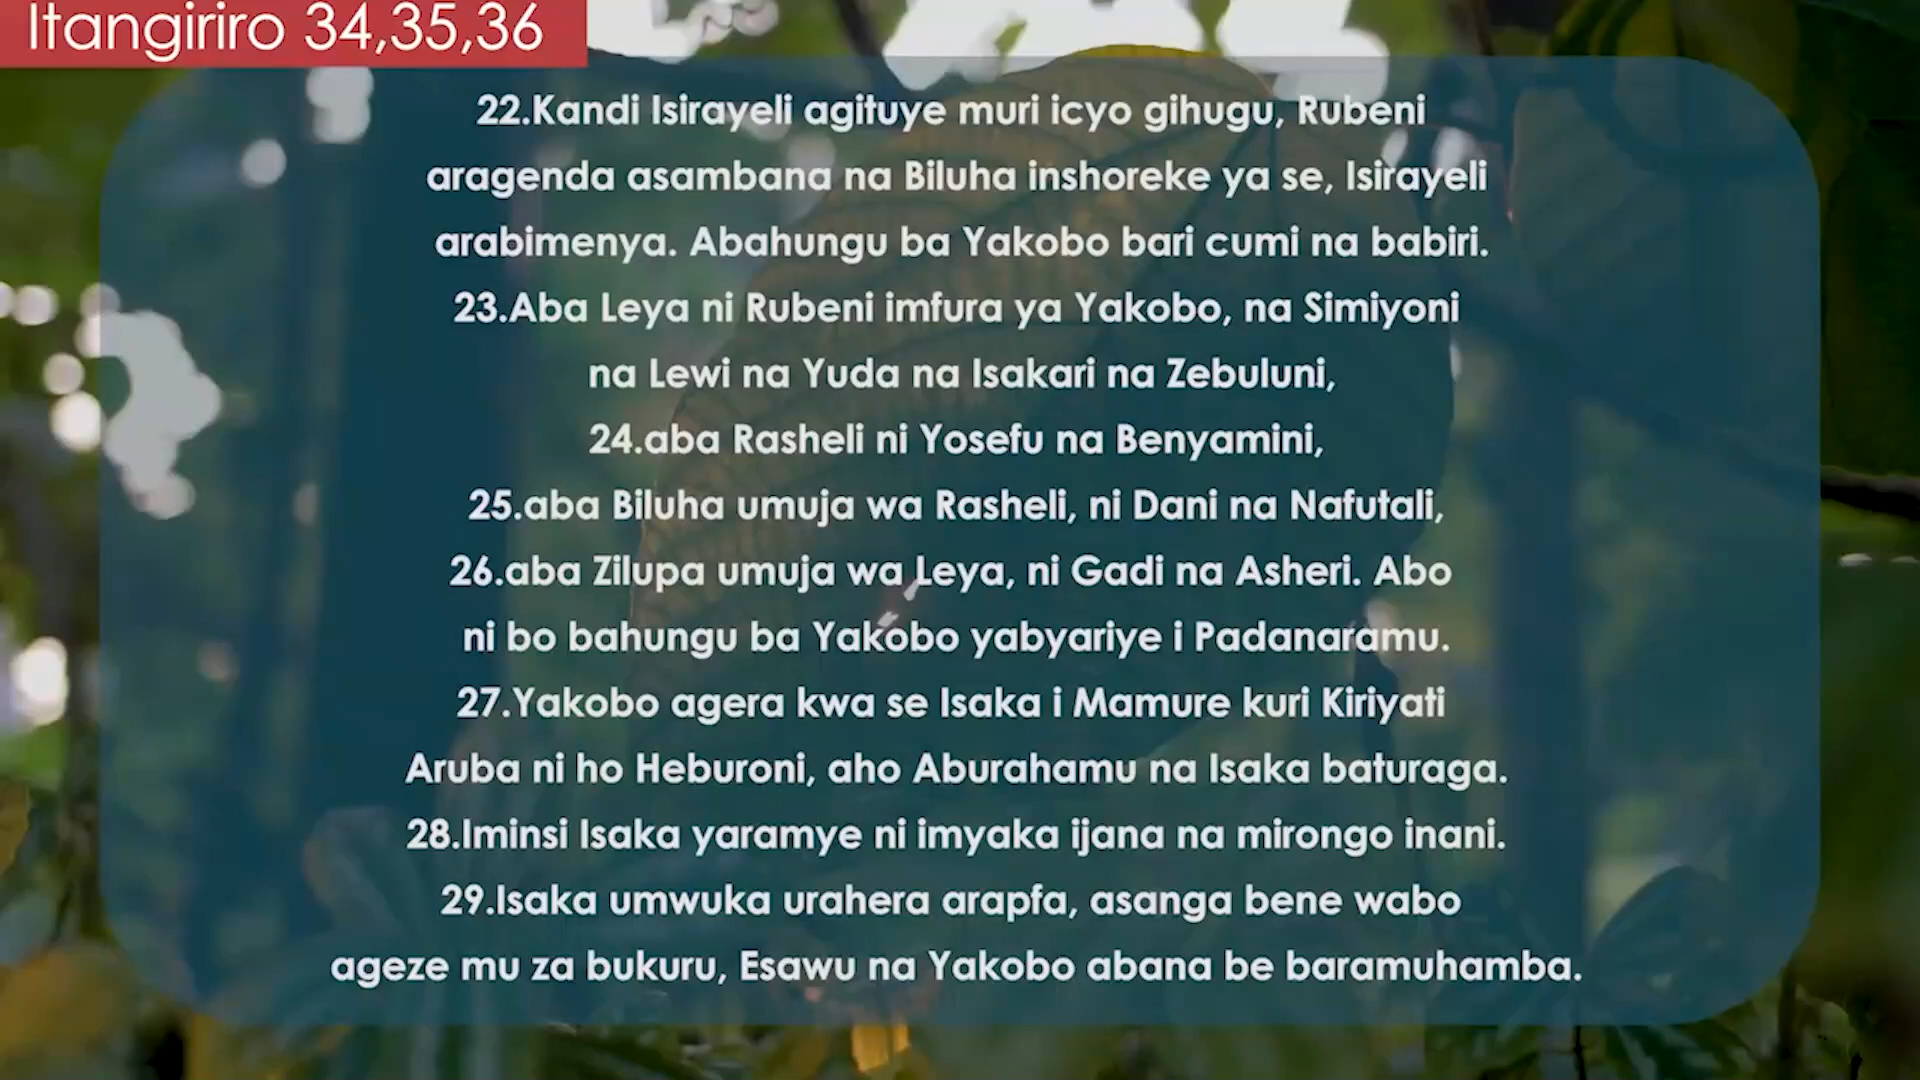 Itangiriro 34,35,36
22.Kandi Isirayeli agituye muri icyo gihugu, Rubeni
aragenda asambana na Biluha inshoreke ya se, Isirayeli
arabimenya. Abahungu ba Yakobo bari cumi na babiri.
23.Aba Leya ni Rubeni imfura ya Yakobo, na Simiyoni
na Lewi na Yuda na Isakari na Zebuluni,
24.aba Rasheli ni Yosefu na Benyamini,
25.aba Biluha umuja wa Rasheli, ni Dani na Nafutali,
26.aba Zilupa umuja wa Leya, ni Gadi na Asheri. Abo
ni bo bahungu ba Yakobo yabyariye i Padanaramu.
27.Yakobo agera kwa se Isaka i Mamure kuri Kiriyati
Aruba ni ho Heburoni, aho Aburahamu na Isaka baturaga.
28.Iminsi Isaka yaramye ni imyaka ijana na mirongo inani.
29.Isaka umwuka urahera arapfa, asanga bene wabo
ageze mu za bukuru, Esawu na Yakobo abana be baramuhamba.